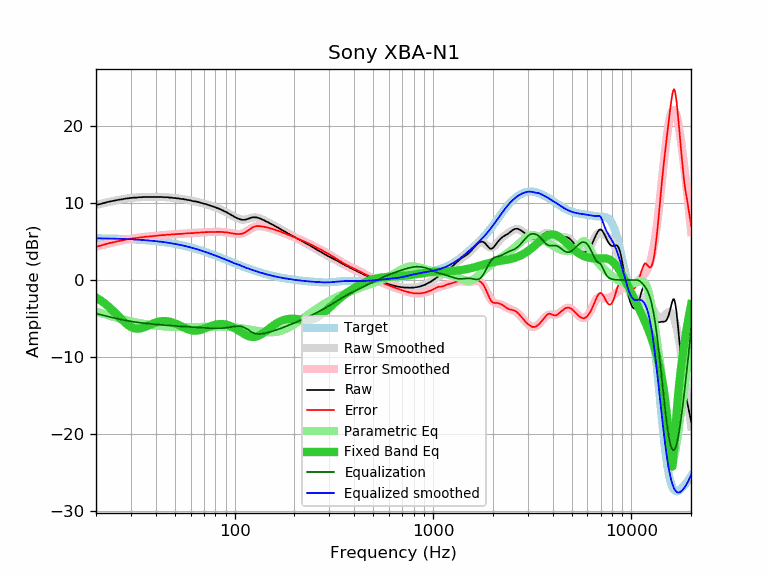 Sony XBA-N1
Amplitude (dBr)
20
10
0
−10
−20
−30
100
1000
10000
Frequency (Hz)
Target
Raw Smoothed
Error Smoothed
Raw
Error
Parametric Eq
Fixed Band Eq
Equalization
Equalized smoothed